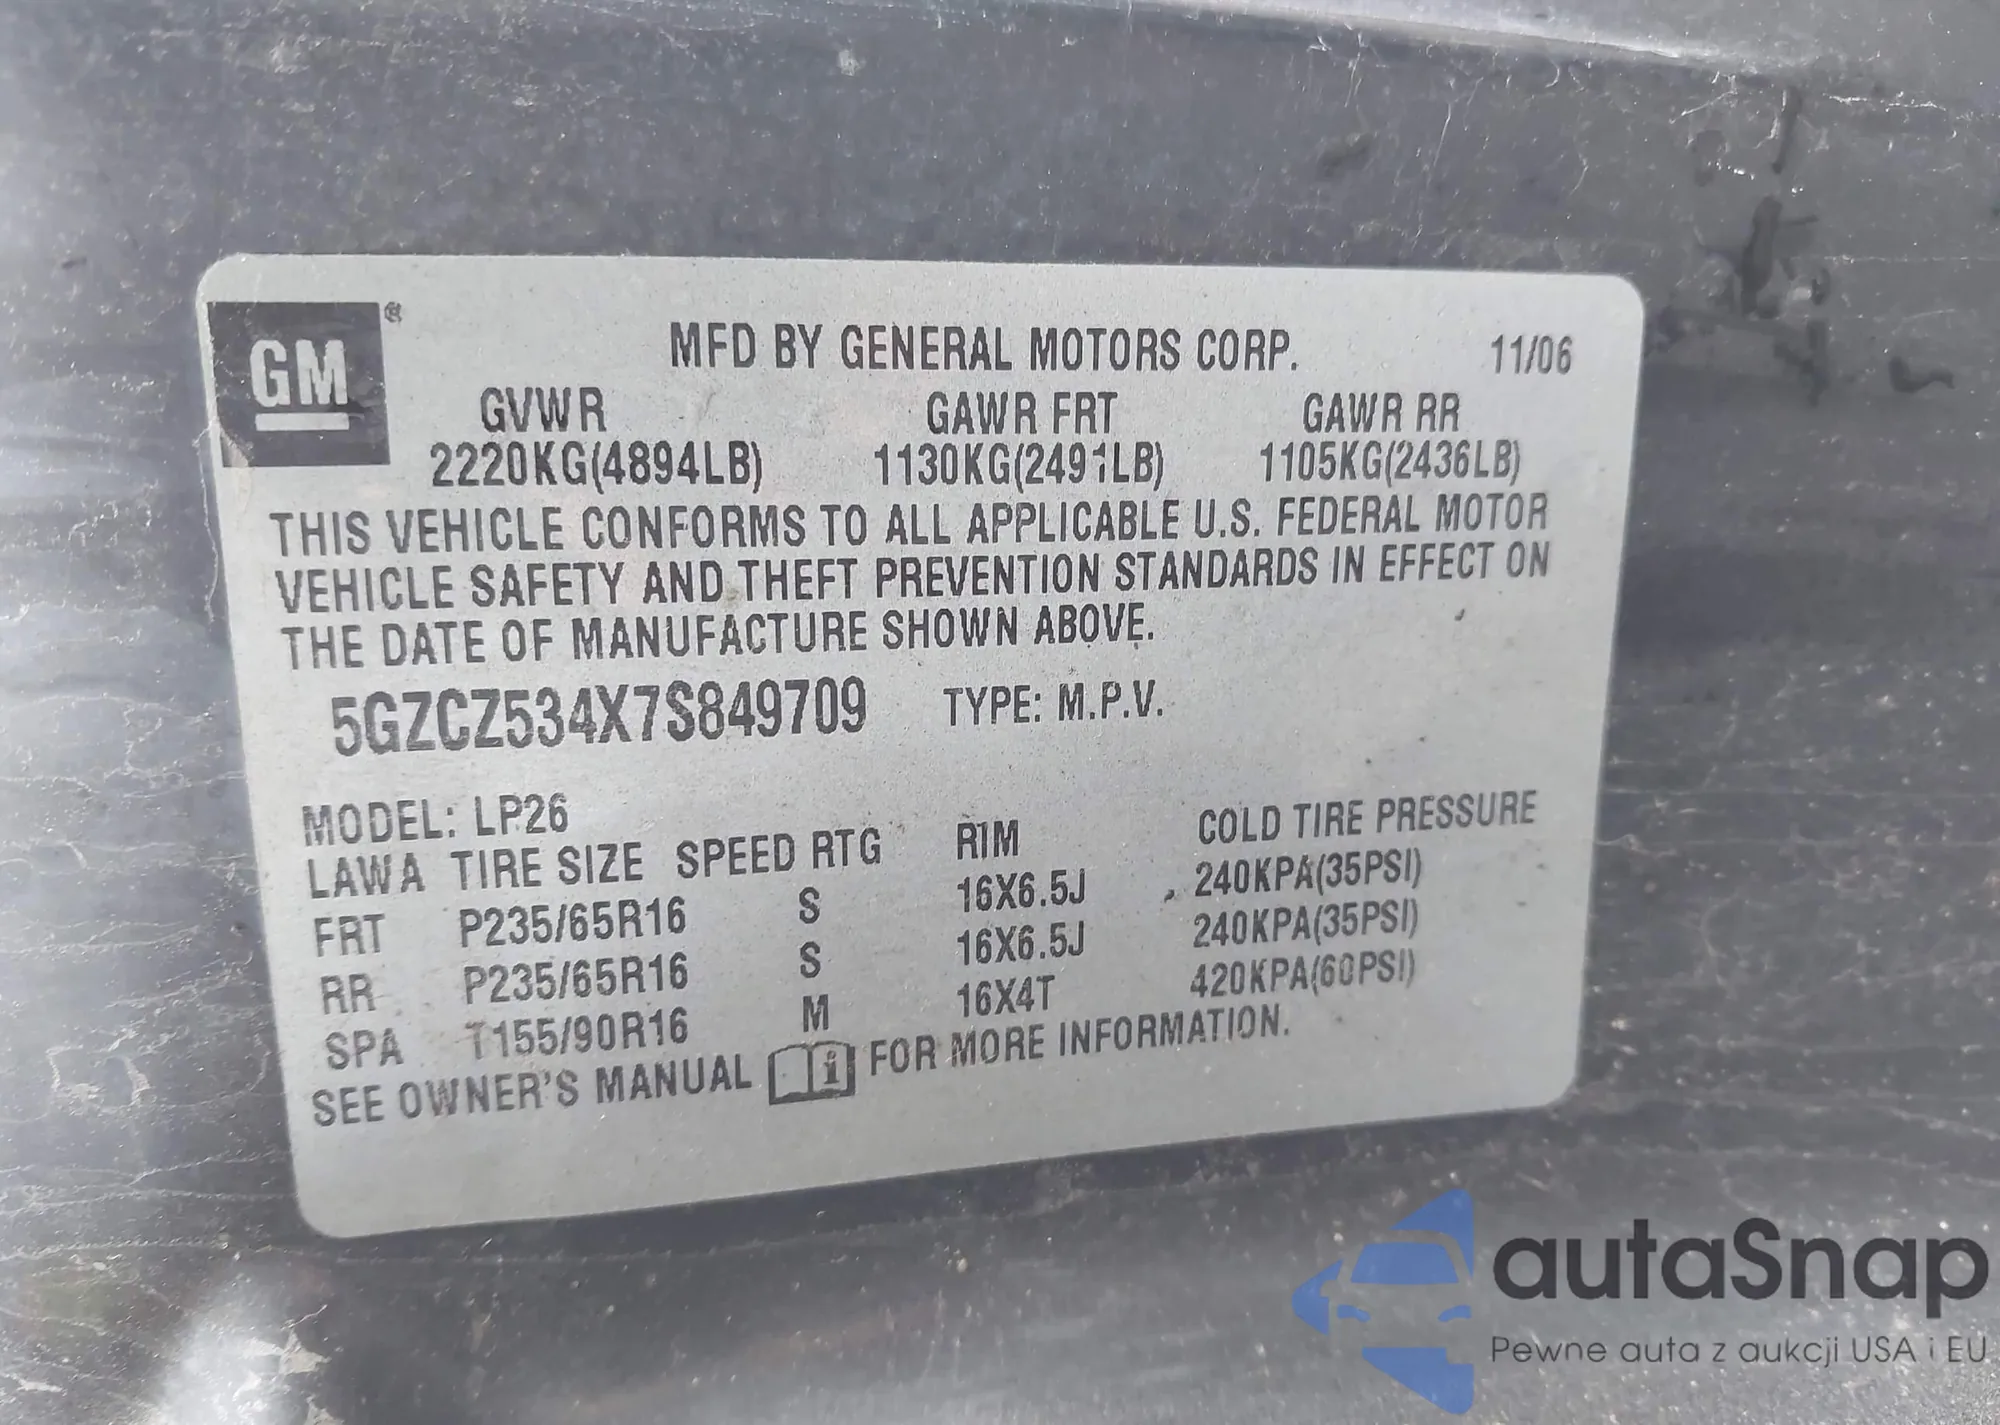 GM ®
MFD BY GENERAL MOTORS CORP. 11/06
GVWR GAWR FRT GAWR RR
2220KG(4894LB) 1130KG(2491LB) 1105KG(2436LB)
THIS VEHICLE CONFORMS TO ALL APPLICABLE U.S. FEDERAL MOTOR
VEHICLE SAFETY AND THEFT PREVENTION STANDARDS IN EFFECT ON
THE DATE OF MANUFACTURE SHOWN ABOVE.
5GZCZ534X7S849709 TYPE: M.P.V.
MODEL: LP26
LAWA TIRE SIZE SPEED RTG RIM COLD TIRE PRESSURE
FRT P235/65R16 S 16X6.5J 240KPA(35PSI)
RR P235/65R16 S 16X6.5J 240KPA(35PSI)
SPA T155/90R16 M 16X4T 420KPA(60PSI)
SEE OWNER'S MANUAL i FOR MORE INFORMATION.
autaSnap
Pewne auta z aukcji USA i EU